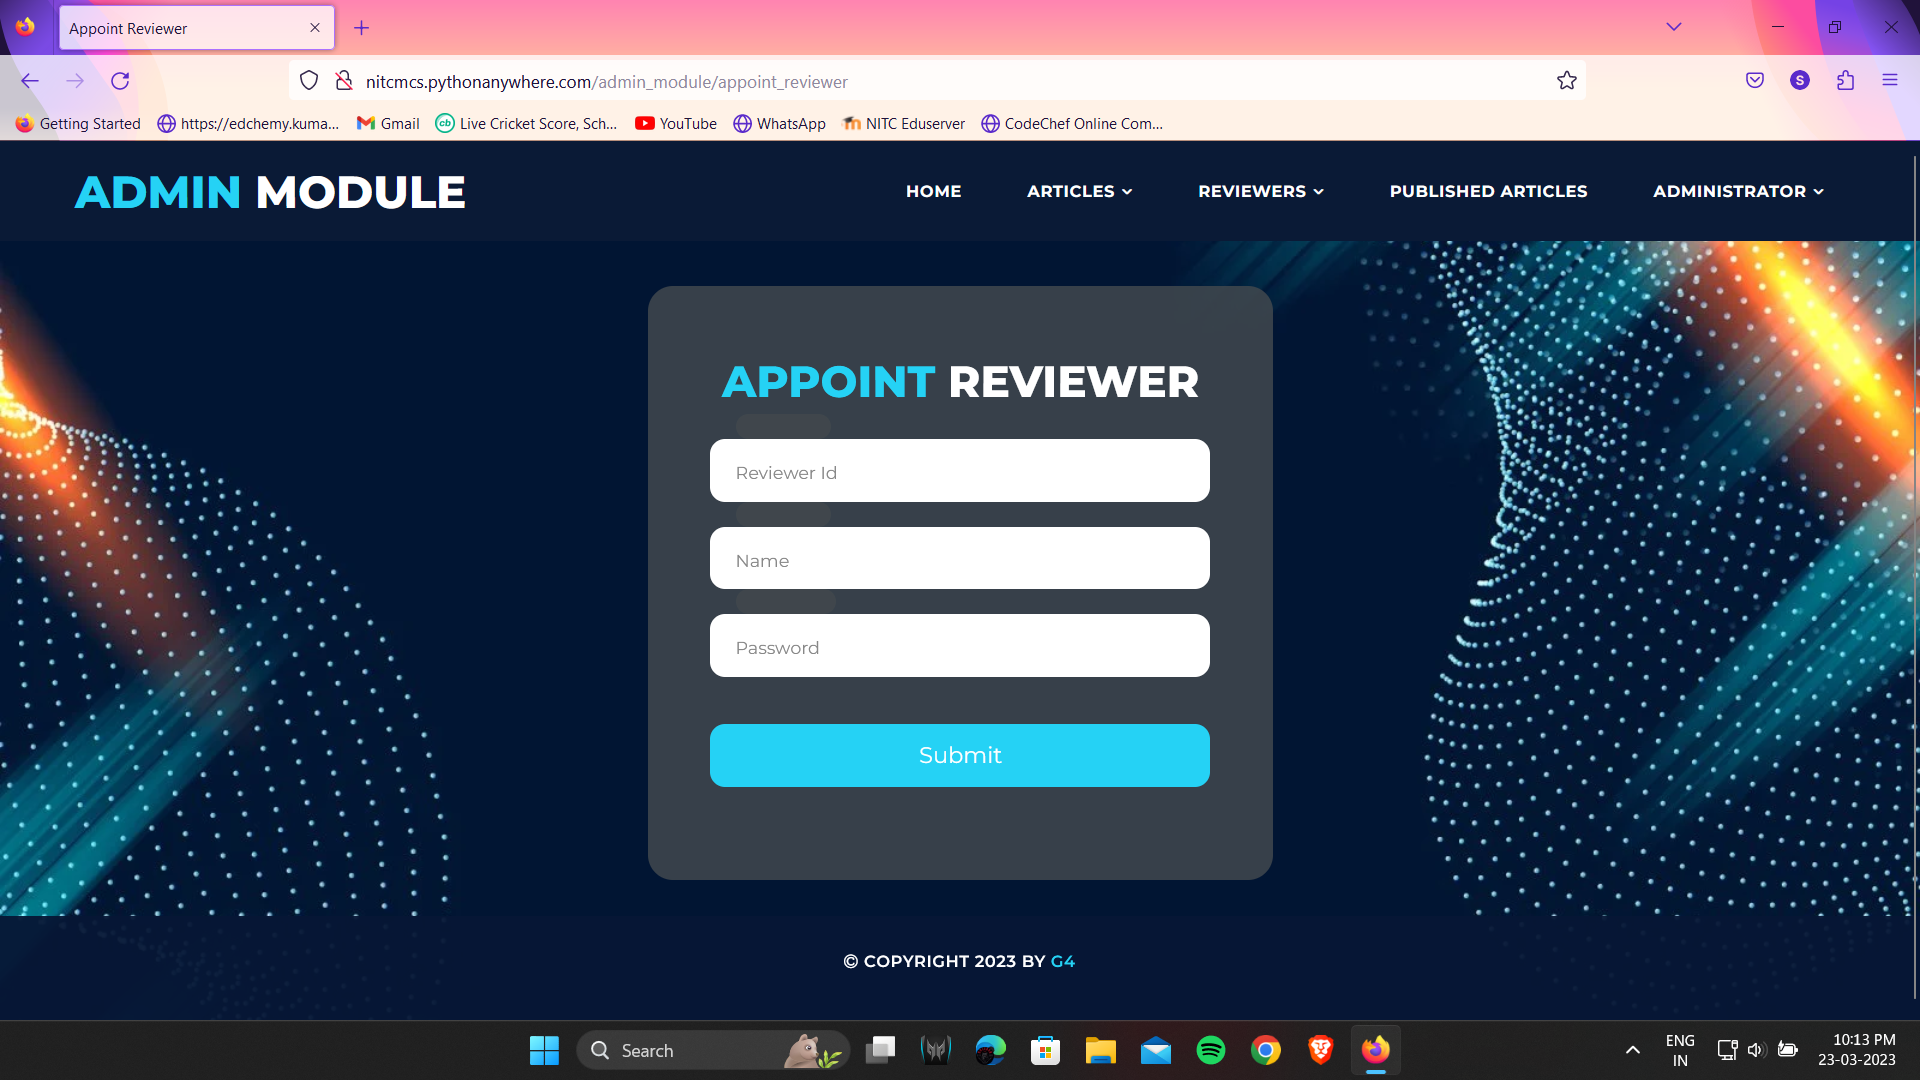 Appoint Reviewer
nitcmcs.pythonanywhere.com/admin_module/appoint_reviewer
Getting Started https://edchemy.kuma... Gmail cb Live Cricket Score, Sch... YouTube WhatsApp NITC Eduserver CodeChef Online Com...
S
ADMIN MODULE
HOME ARTICLES REVIEWERS PUBLISHED ARTICLES ADMINISTRATOR
APPOINT REVIEWER
Reviewer Id
Name
Password
Submit
© COPYRIGHT 2023 BY G4
Search
ENG
IN
10:13 PM
23-03-2023